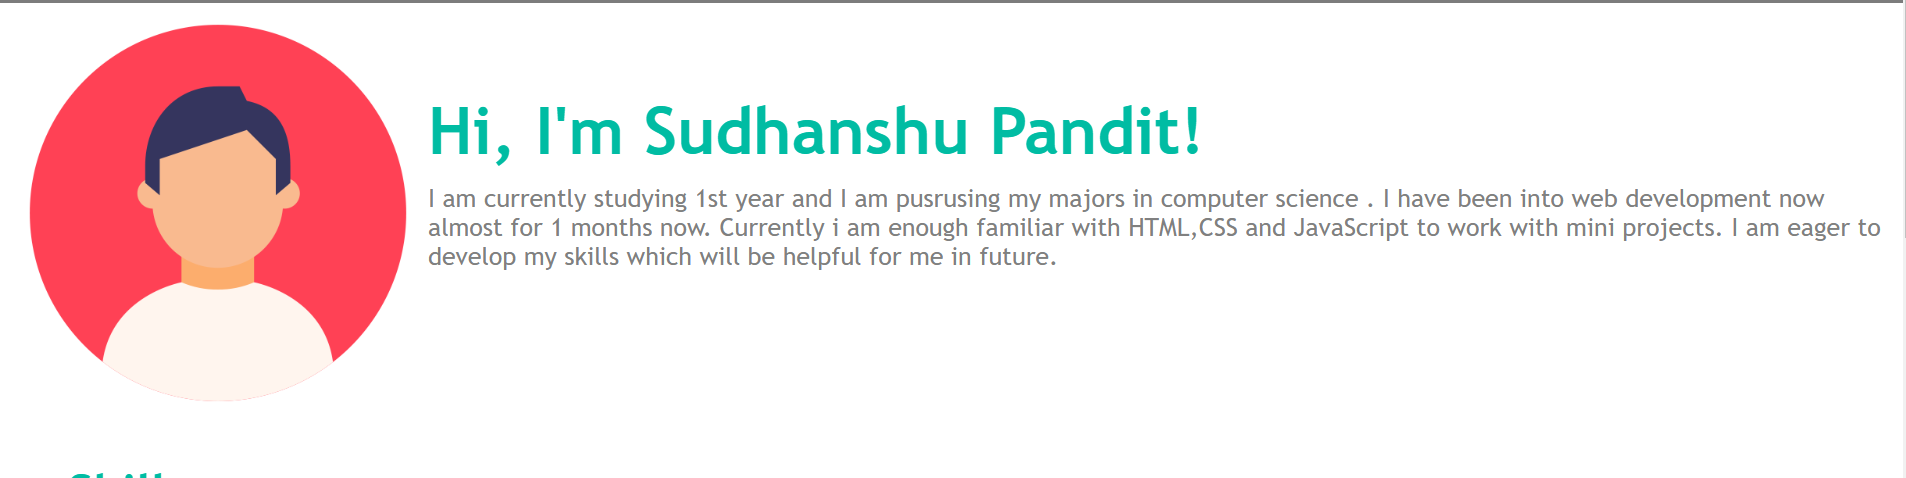 Hi, I'm Sudhanshu Pandit!
I am currently studying 1st year and I am pusrusing my majors in computer science . I have been into web development now
almost for 1 months now. Currently i am enough familiar with HTML,CSS and JavaScript to work with mini projects. I am eager to
develop my skills which will be helpful for me in future.